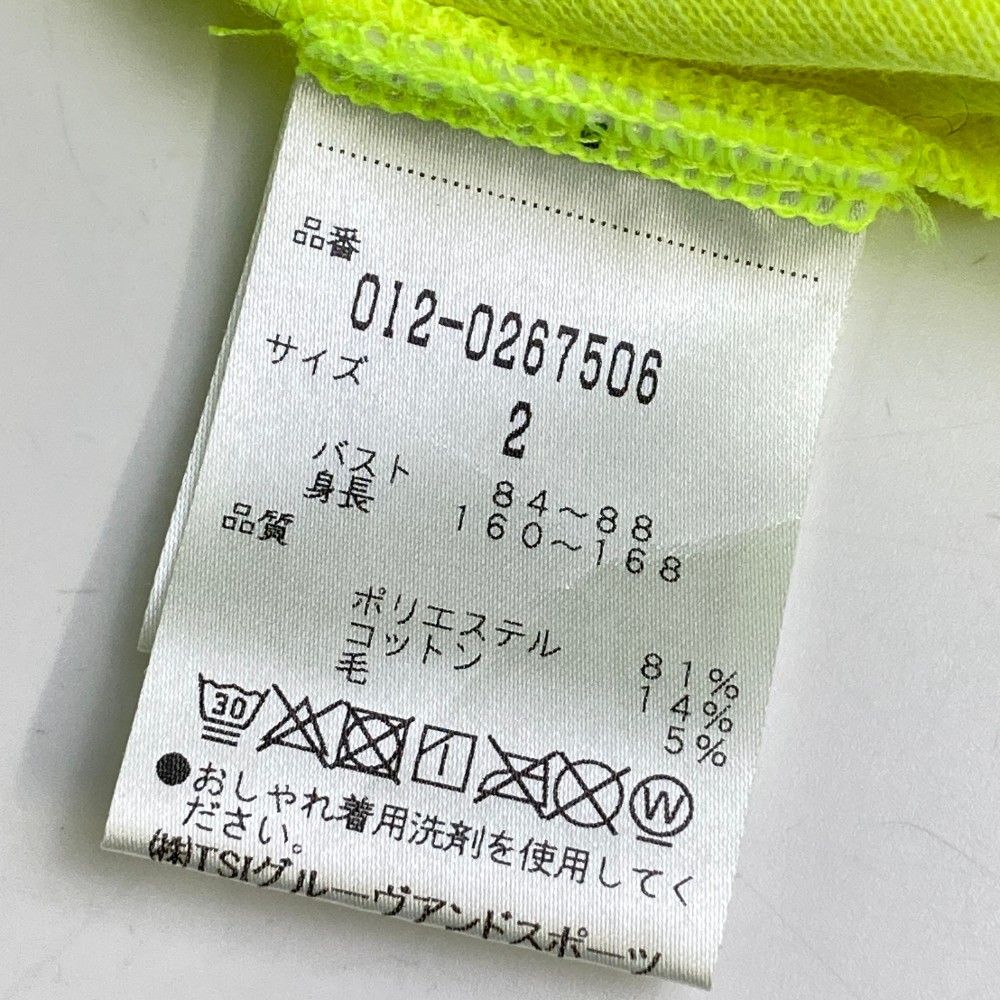 品番
012-0267506
サイズ
2
バスト 84～88
身長 160～168
品質
ポリエステル 81%
コットン 14%
毛 5%
30 W
●おしゃれ着用洗剤を使用してく
ださい。
(株)TSIグルーヴアンドスポーツ